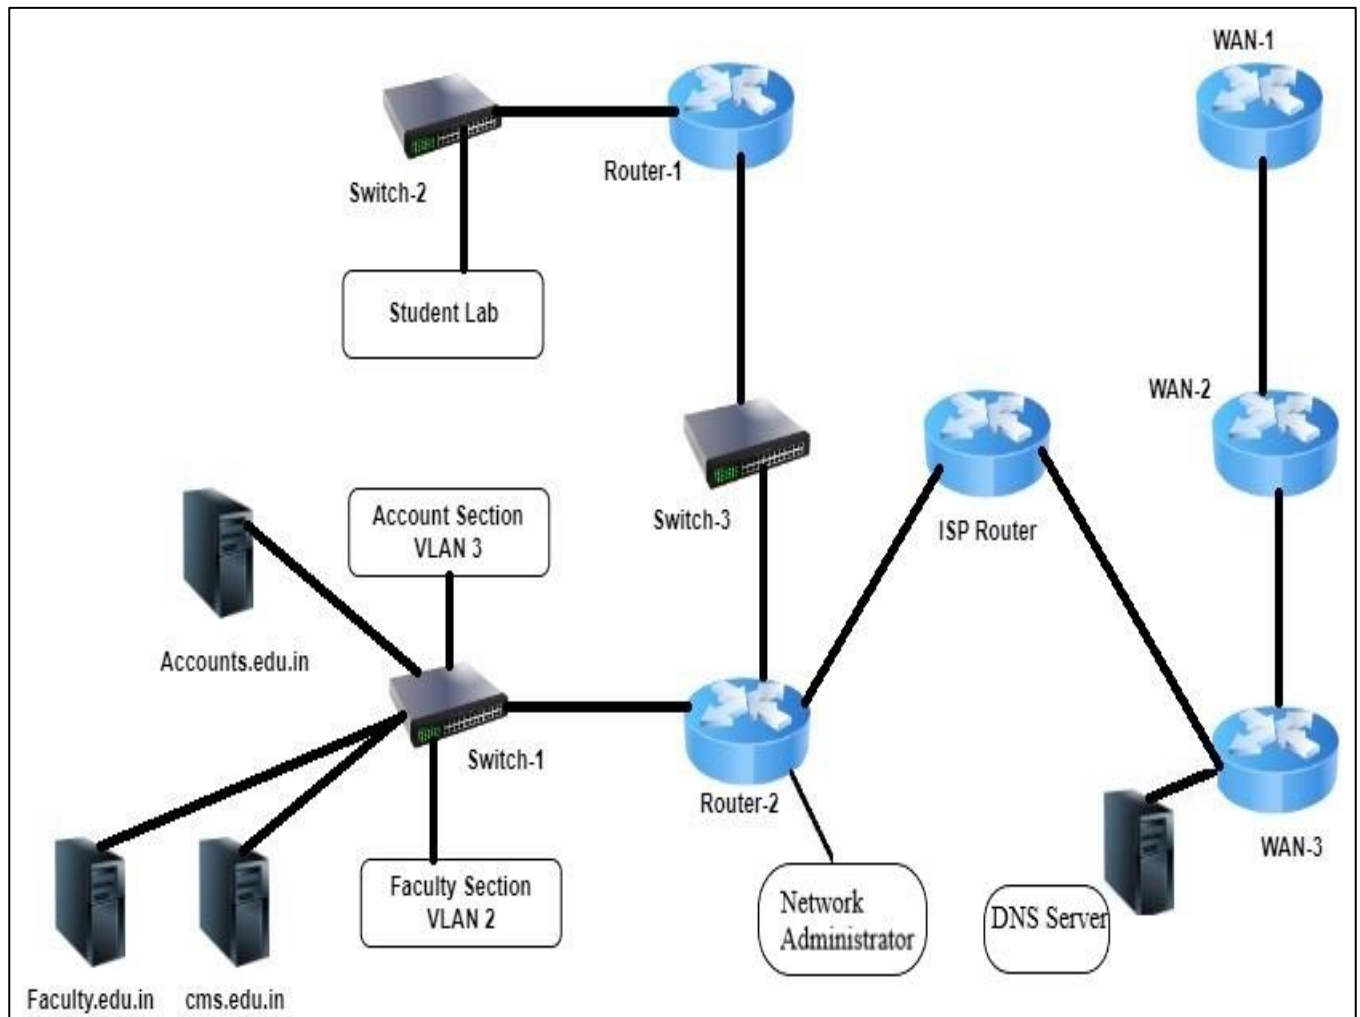 WAN-1
Router-1
Switch-2
Student Lab
WAN-2
Account Section
VLAN 3
Switch-3
ISP Router
Accounts.edu.in
Switch-1
Router-2
WAN-3
Faculty Section
VLAN 2
Network
Administrator
DNS Server
Faculty.edu.in
cms.edu.in